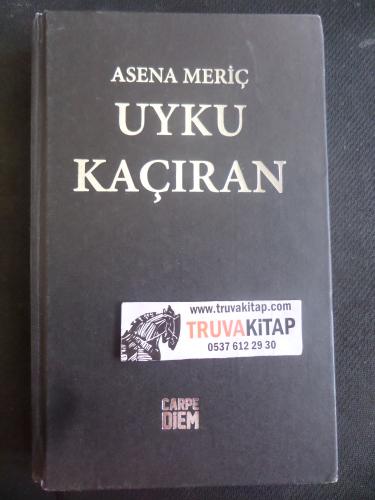 ASENA MERİÇ
UYKU
KAÇIRAN
www.truvakitap.com
TRUVAKİTAP
0537 612 29 30
CARPE
DIEM